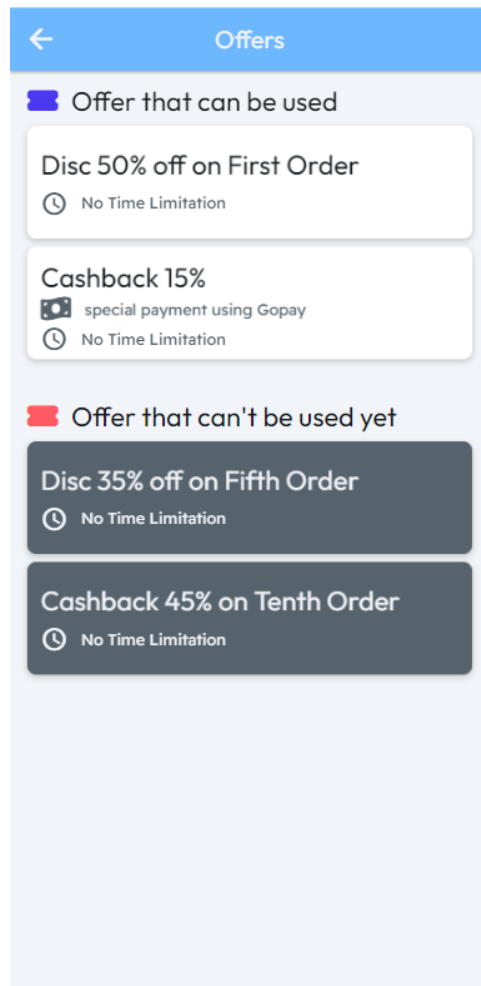 Offers
Offer that can be used
Disc 50% off on First Order
No Time Limitation
Cashback 15%
special payment using Gopay
No Time Limitation
Offer that can't be used yet
Disc 35% off on Fifth Order
No Time Limitation
Cashback 45% on Tenth Order
No Time Limitation